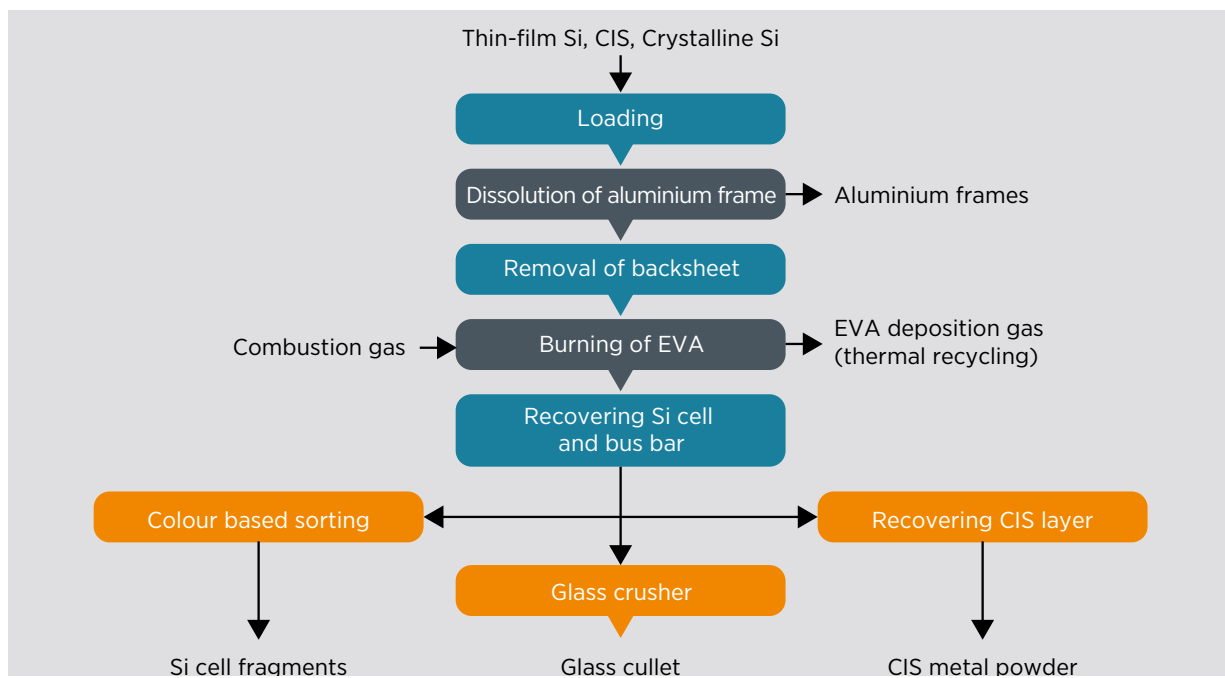 Thin-film Si, CIS, Crystalline Si
Loading
Dissolution of aluminium frame
Aluminium frames
Removal of backsheet
Combustion gas
Burning of EVA
EVA deposition gas
(thermal recycling)
Recovering Si cell
and bus bar
Colour based sorting
Recovering CIS layer
Glass crusher
Si cell fragments
Glass cullet
CIS metal powder